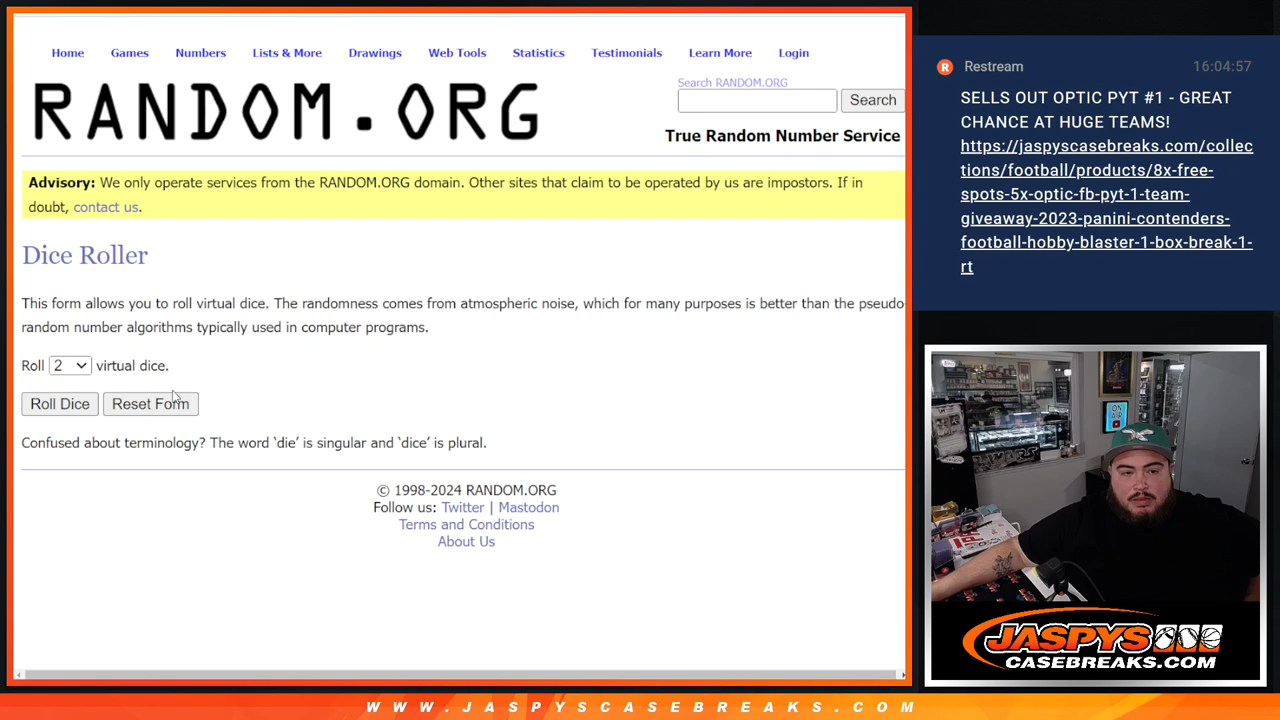 Home Games Numbers Lists & More Drawings Web Tools Statistics Testimonials Learn More Login
RANDOM.ORG
Search RANDOM.ORG
Search
True Random Number Service
Advisory: We only operate services from the RANDOM.ORG domain. Other sites that claim to be operated by us are impostors. If in
doubt, contact us.
Dice Roller
This form allows you to roll virtual dice. The randomness comes from atmospheric noise, which for many purposes is better than the pseudo-
random number algorithms typically used in computer programs.
Roll 2 virtual dice.
Roll Dice Reset Form
Confused about terminology? The word ‘die’ is singular and ‘dice’ is plural.
© 1998-2024 RANDOM.ORG
Follow us: Twitter | Mastodon
Terms and Conditions
About Us
R Restream 16:04:57
SELLS OUT OPTIC PYT #1 - GREAT
CHANCE AT HUGE TEAMS!
https://jaspyscasebreaks.com/collec
tions/football/products/8x-free-
spots-5x-optic-fb-pyt-1-team-
giveaway-2023-panini-contenders-
football-hobby-blaster-1-box-break-1-
rt
ON
AIR
JASPYS
CASEBREAKS.COM
WWW.JASPYSCASEBREAKS.COM